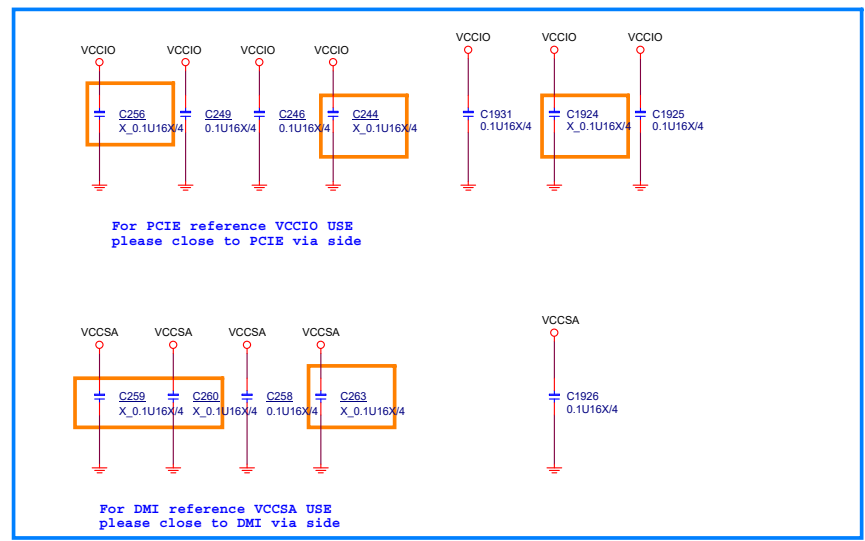 VCCIO VCCIO VCCIO VCCIO VCCIO VCCIO VCCIO
C256 C249 C246 C244 C1931 C1924 C1925
X_0.1U16X/4 0.1U16X/4 0.1U16X/4 X_0.1U16X/4 0.1U16X/4 X_0.1U16X/4 0.1U16X/4
For PCIE reference VCCIO USE
please close to PCIE via side
VCCSA VCCSA VCCSA VCCSA VCCSA
C259 C260 C258 C263 C1926
X_0.1U16X/4 X_0.1U16X/4 0.1U16X/4 X_0.1U16X/4 0.1U16X/4
For DMI reference VCCSA USE
please close to DMI via side